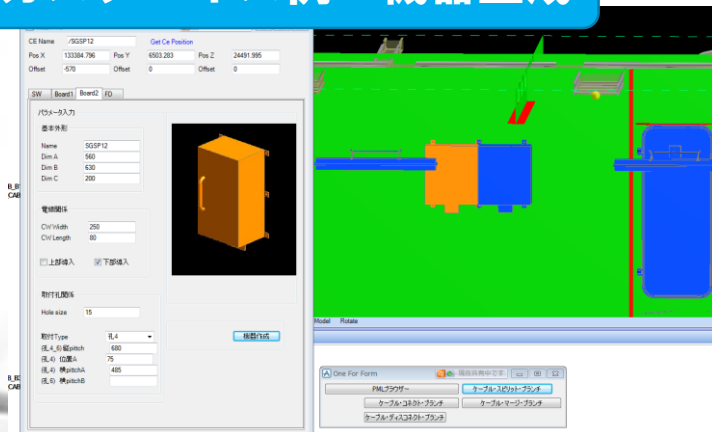 CE Name /SGSP12 Get Ce Position
Pos X 133384.796 Pos Y 6503.283 Pos Z 24491.995
Offset -570 Offset 0 Offset 0
SW Board1 Board2 FD
パラメータ入力
基本外形
Name SGSP12
Dim A 560
Dim B 630
Dim C 200
電線関係
CW Width 250
CW Length 80
上部導入 下部導入
取付孔関係
Hole size 15
取付Type 孔4 機器作成
(孔_4_6) 縦pitch 680
(孔_4) 位置A 75
(孔_4) 横pitchA 485
(孔_6) 横pitchB
Model Rotate
One For Form
PMLブラウザー ケーブル・スピリット・ブランチ
ケーブル・コネクト・ブランチ ケーブル・マージ・ブランチ
ケーブル・ディスコネクト・ブランチ